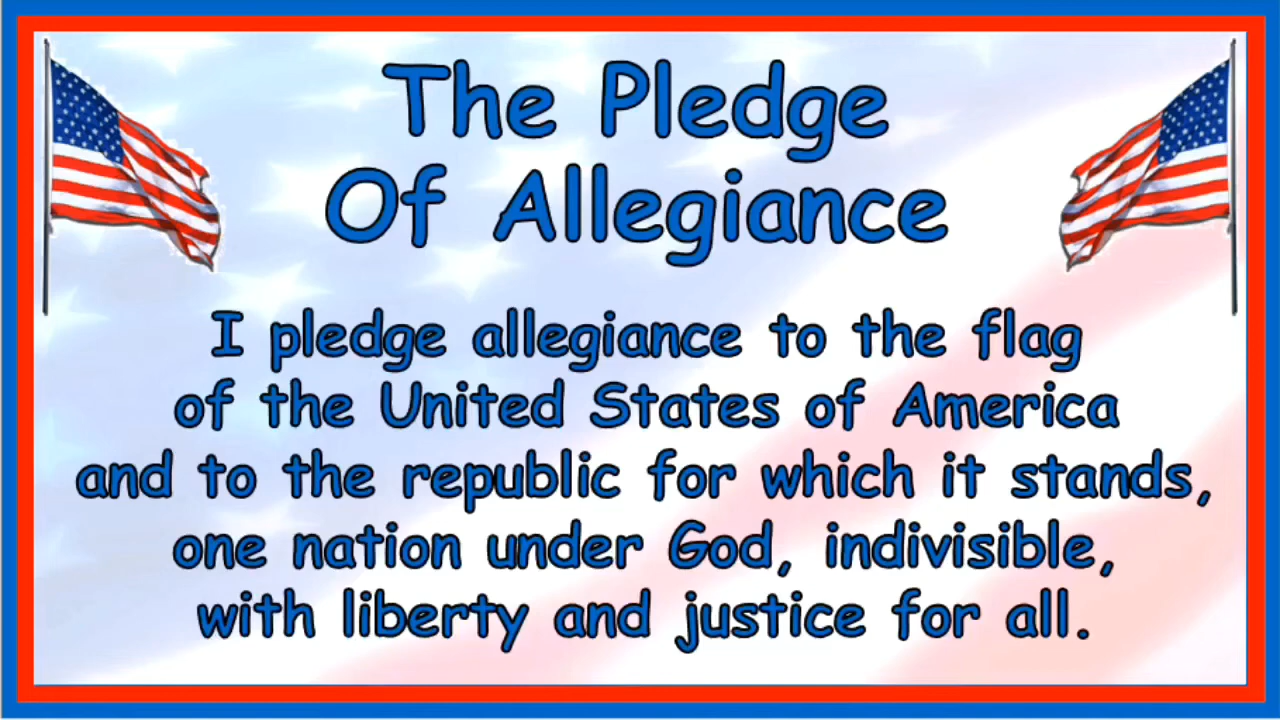 The Pledge
Of Allegiance
I pledge allegiance to the flag
of the United States of America
and to the republic for which it stands,
one nation under God, indivisible,
with liberty and justice for all.